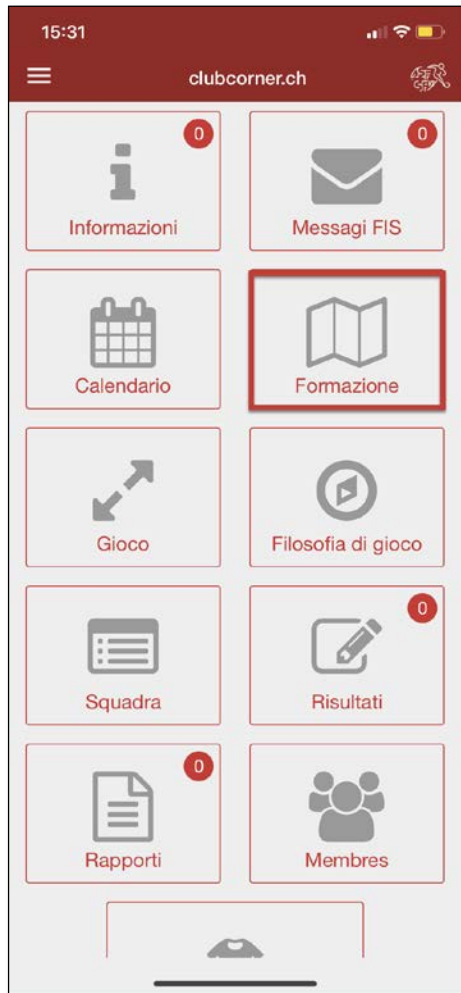 15:31
clubcorner.ch
0
0
Informazioni
Messagi FIS
Calendario
Formazione
Gioco
Filosofia di gioco
0
Squadra
Risultati
0
Rapporti
Membres